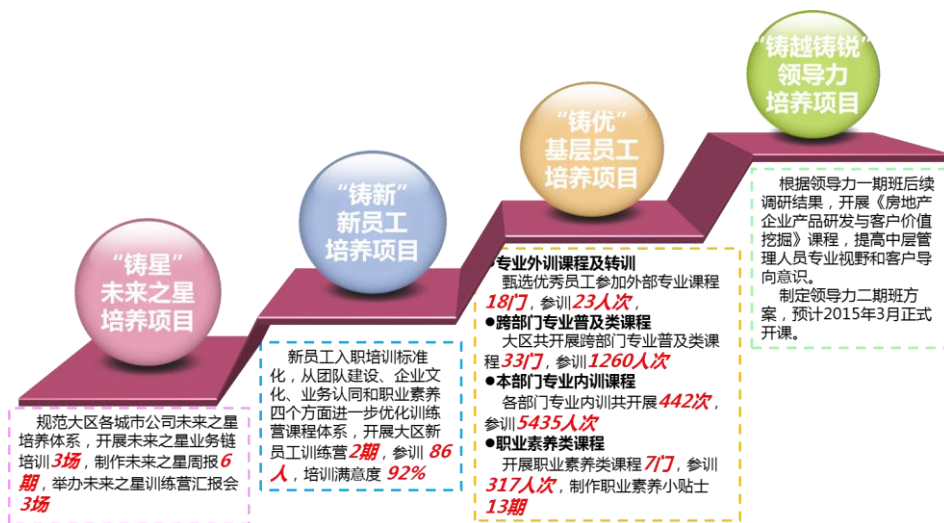 “铸星”
未来之星
培养项目
规范大区各城市公司未来之星
培养体系，开展未来之星业务链
培训3场，制作未来之星周报6
期，举办未来之星训练营汇报会
3场
“铸新”
新员工
培养项目
新员工入职培训标准
化，从团队建设、企业文
化、业务认同和职业素养
四个方面进一步优化训练
营课程体系，开展大区新
员工训练营2期，参训86
人，培训满意度92%
“铸优”
基层员工
培养项目
●专业外训课程及转训
甄选优秀员工参加外部专业课程
18门，参训23人次，
●跨部门专业普及类课程
大区共开展跨部门专业普及类课
程33门，参训1260人次
●本部门专业内训课程
各部门专业内训共开展442次，
参训5435人次
●职业素养类课程
开展职业素养类课程7门，参训
317人次，制作职业素养小贴士
13期
“铸越铸锐”
领导力
培养项目
根据领导力一期班后续
调研结果，开展《房地产
企业产品研发与客户价值
挖掘》课程，提高中层管
理人员专业视野和客户导
向意识。
制定领导力二期班方
案，预计2015年3月正式
开课。